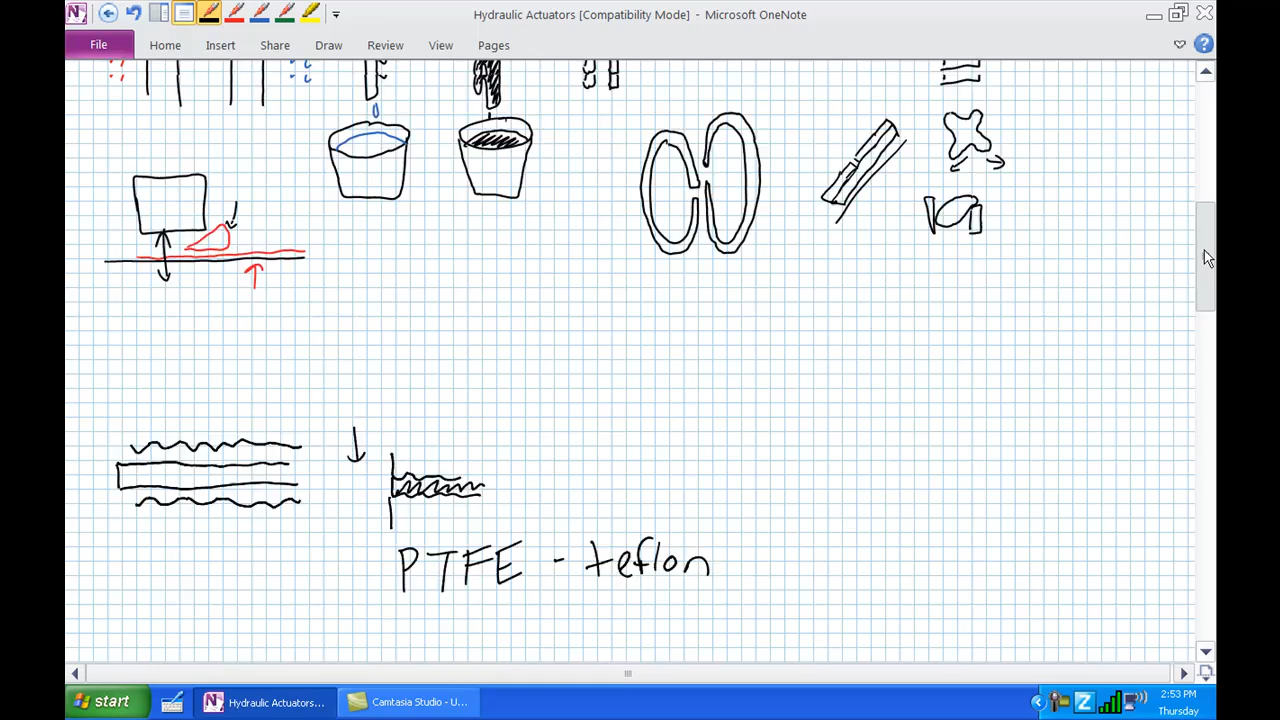 Hydraulic Actuators [Compatibility Mode] - Microsoft OneNote
File Home Insert Share Draw Review View Pages
PTFE - teflon
start
Hydraulic Actuators...
Camtasia Studio - U...
2:53 PM
Thursday